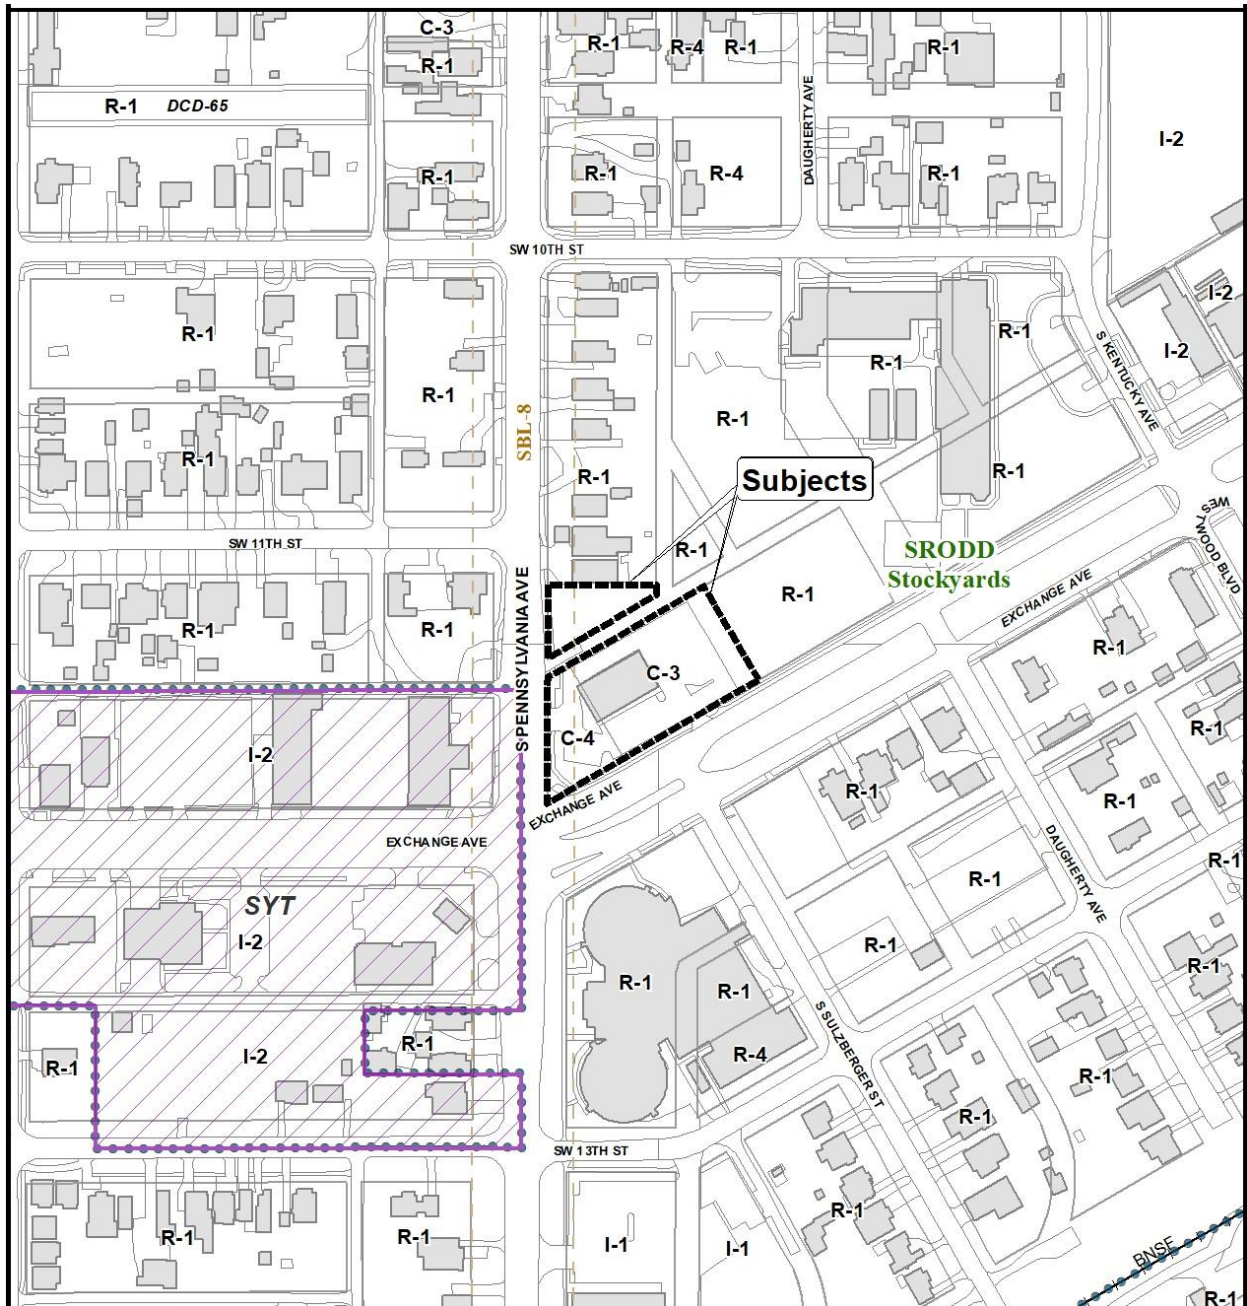 C-3
R-1
R-4
R-1
R-1
R-1
R-1
DCD-65
DAUGHERTY AVE
I-2
R-1
R-1
R-4
R-1
SW 10TH ST
I-2
R-1
R-1
R-1
I-2
S KENTUCKY AVE
R-1
SBL-8
R-1
R-1
R-1
R-1
R-1
Subjects
WESTWOOD BLVD
SW 11TH ST
R-1
SRODD
Stockyards
R-1
EXCHANGE AVE
R-1
R-1
S PENNSYLVANIA AVE
R-1
C-3
C-4
I-2
R-1
R-1
R-1
EXCHANGE AVE
EXCHANGE AVE
DAUGHERTY AVE
R-1
R-1
SYT
I-2
R-1
R-1
R-1
R-1
S SULZBERGER ST
R-1
I-2
R-1
R-4
R-1
R-1
SW 13TH ST
R-1
R-1
R-1
I-1
I-1
BNSF
R-1